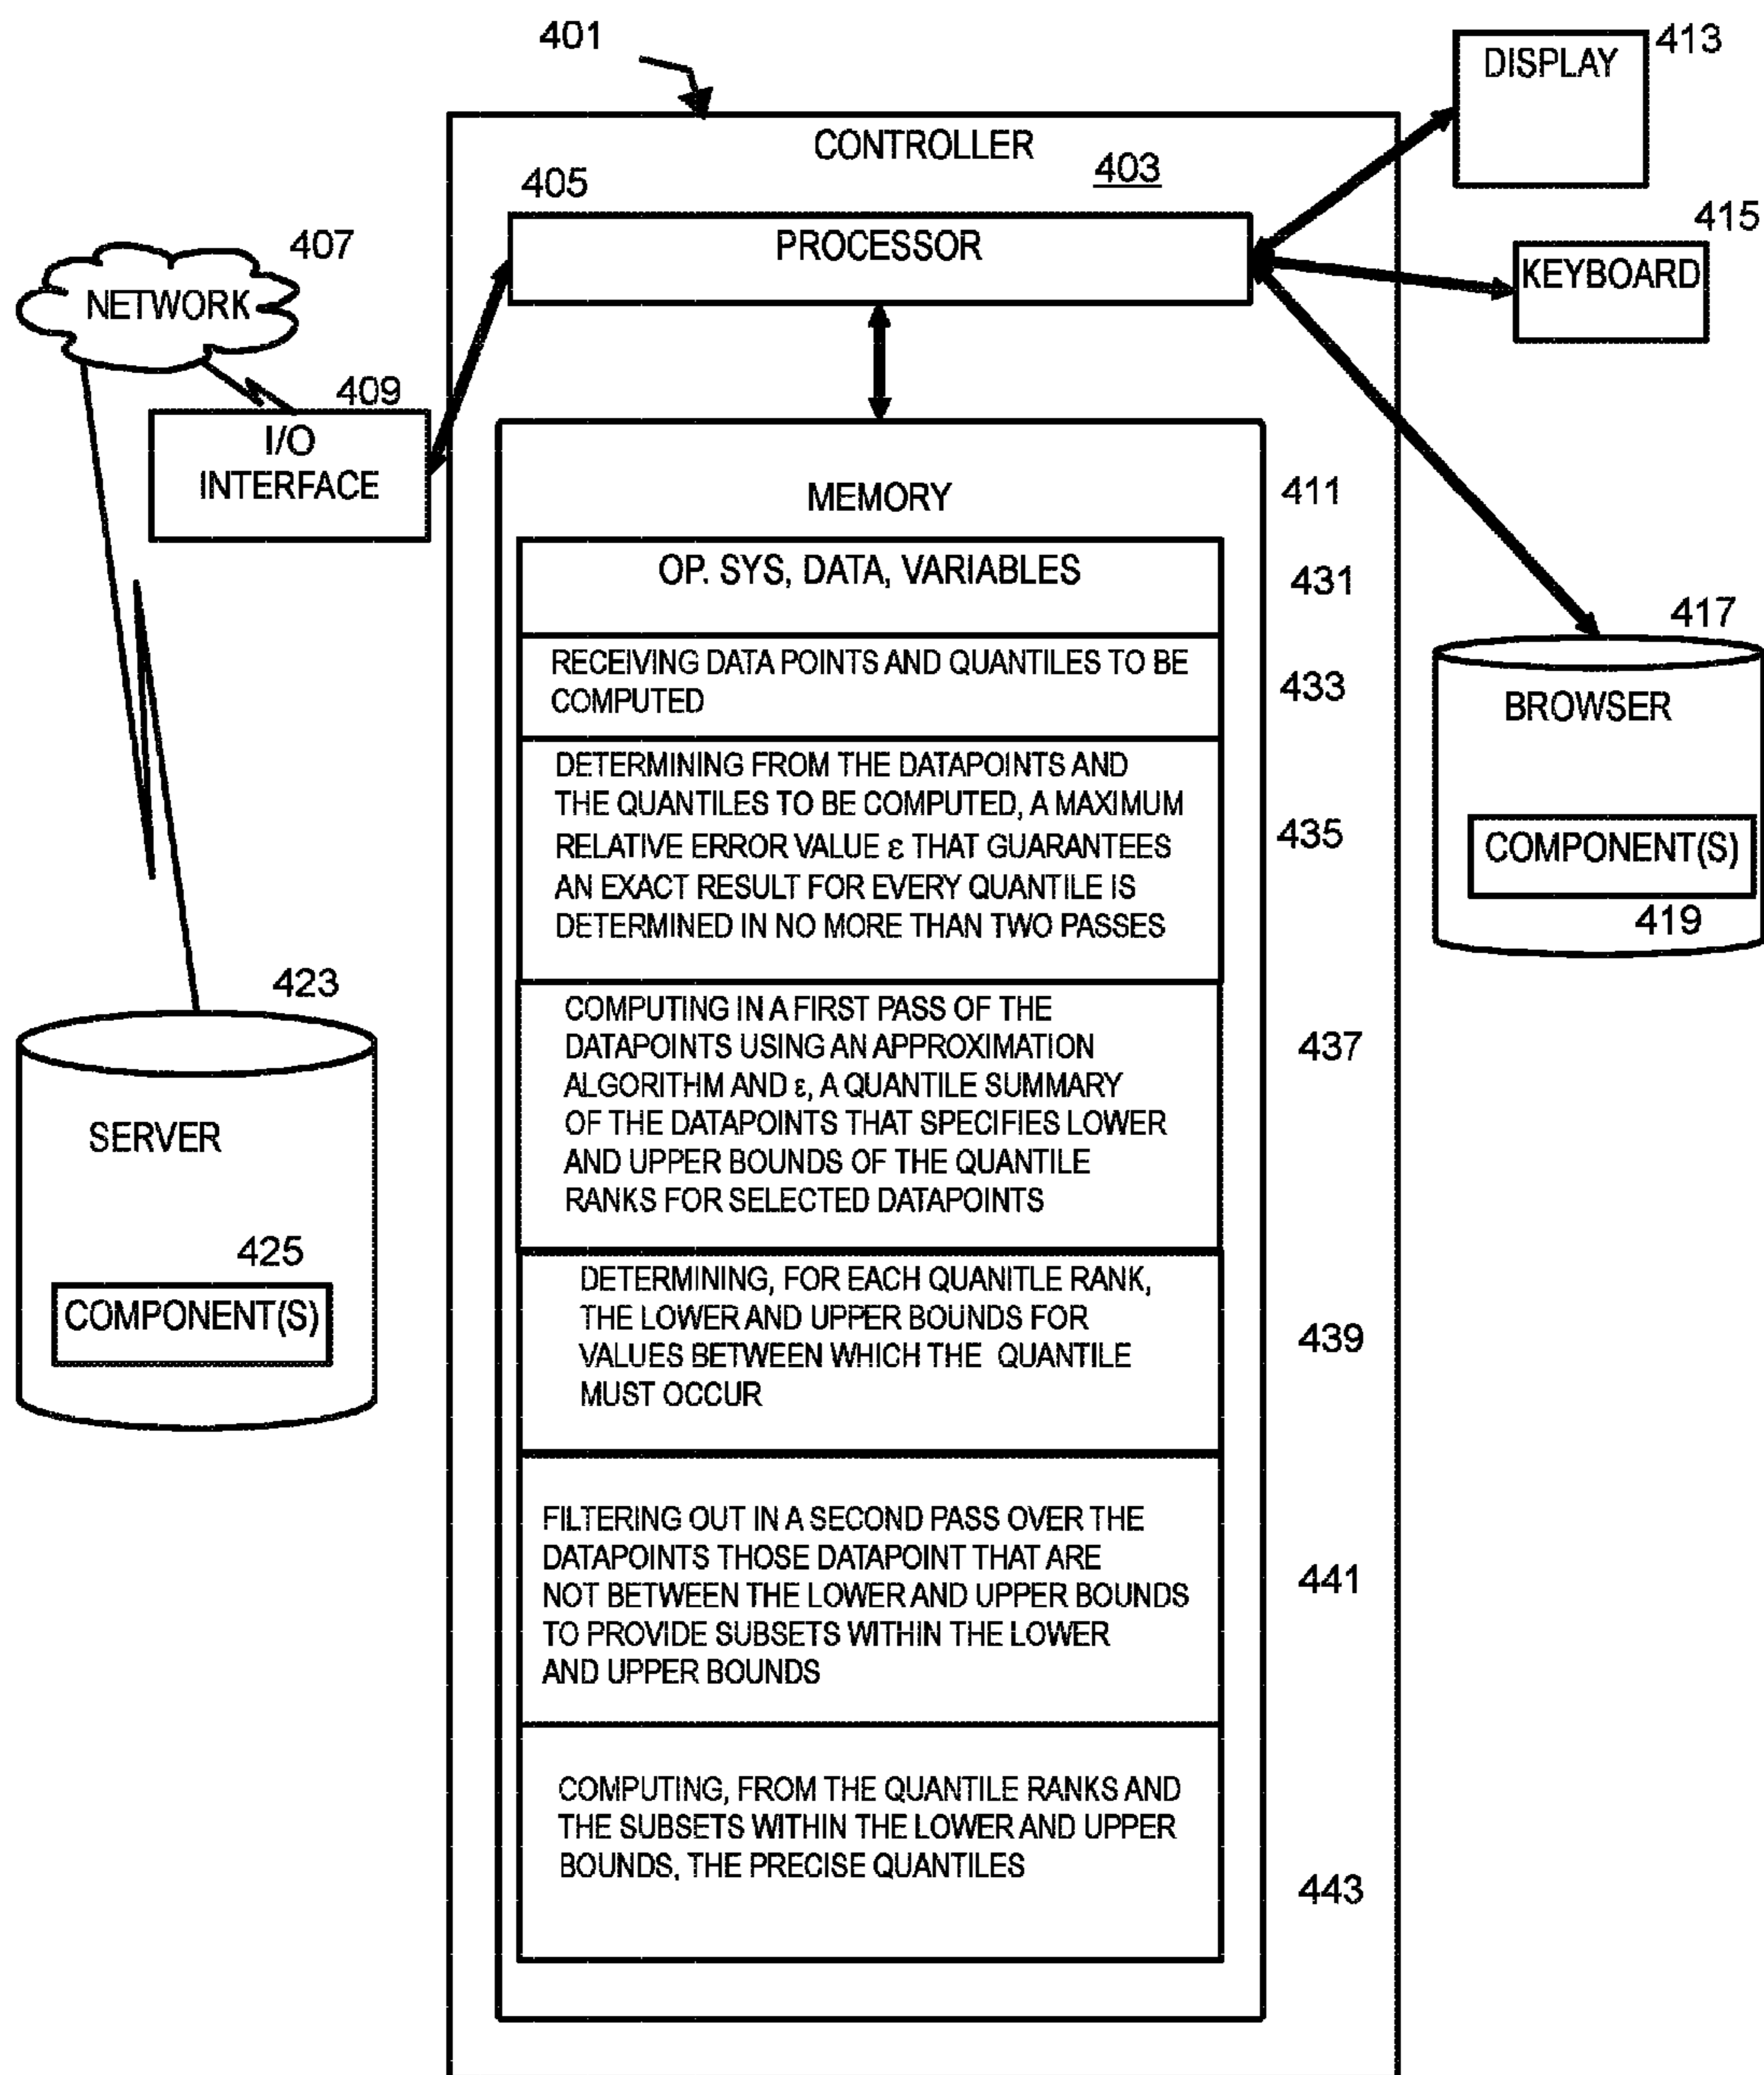 401
413
DISPLAY
CONTROLLER
403
405
PROCESSOR
415
KEYBOARD
407
NETWORK
409
I/O
INTERFACE
MEMORY
411
OP. SYS, DATA, VARIABLES
431
RECEIVING DATA POINTS AND QUANTILES TO BE
COMPUTED
433
DETERMINING FROM THE DATAPOINTS AND
THE QUANTILES TO BE COMPUTED, A MAXIMUM
RELATIVE ERROR VALUE ε THAT GUARANTEES
AN EXACT RESULT FOR EVERY QUANTILE IS
DETERMINED IN NO MORE THAN TWO PASSES
435
417
BROWSER
COMPONENT(S)
419
COMPUTING IN A FIRST PASS OF THE
DATAPOINTS USING AN APPROXIMATION
ALGORITHM AND ε, A QUANTILE SUMMARY
OF THE DATAPOINTS THAT SPECIFIES LOWER
AND UPPER BOUNDS OF THE QUANTILE
RANKS FOR SELECTED DATAPOINTS
437
423
SERVER
425
COMPONENT(S)
DETERMINING, FOR EACH QUANITLE RANK,
THE LOWER AND UPPER BOUNDS FOR
VALUES BETWEEN WHICH THE QUANTILE
MUST OCCUR
439
FILTERING OUT IN A SECOND PASS OVER THE
DATAPOINTS THOSE DATAPOINT THAT ARE
NOT BETWEEN THE LOWER AND UPPER BOUNDS
TO PROVIDE SUBSETS WITHIN THE LOWER
AND UPPER BOUNDS
441
COMPUTING, FROM THE QUANTILE RANKS AND
THE SUBSETS WITHIN THE LOWER AND UPPER
BOUNDS, THE PRECISE QUANTILES
443